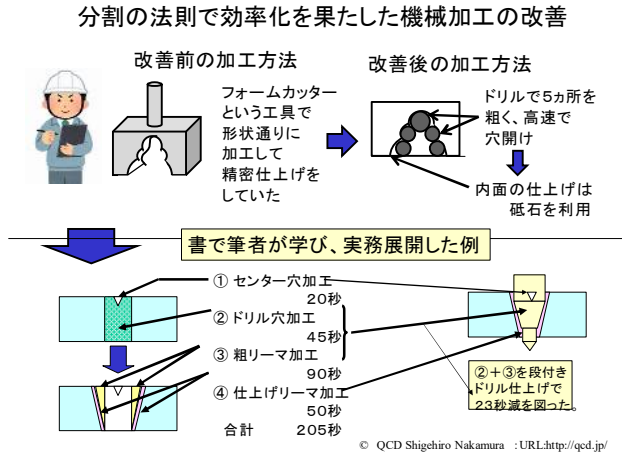 分割の法則で効率化を果たした機械加工の改善
改善前の加工方法
フォームカッター
という工具で
形状通りに
加工して
精密仕上げを
していた
改善後の加工方法
ドリルで5ヵ所を
粗く、高速で
穴開け
内面の仕上げは
砥石を利用
書で筆者が学び、実務展開した例
① センター穴加工
20秒
② ドリル穴加工
45秒
③ 粗リーマ加工
90秒
④ 仕上げリーマ加工
50秒
合計 205秒
②+③を段付き
ドリル仕上げで
23秒減を図った。
© QCD Shigehiro Nakamura :URL:http://qcd.jp/